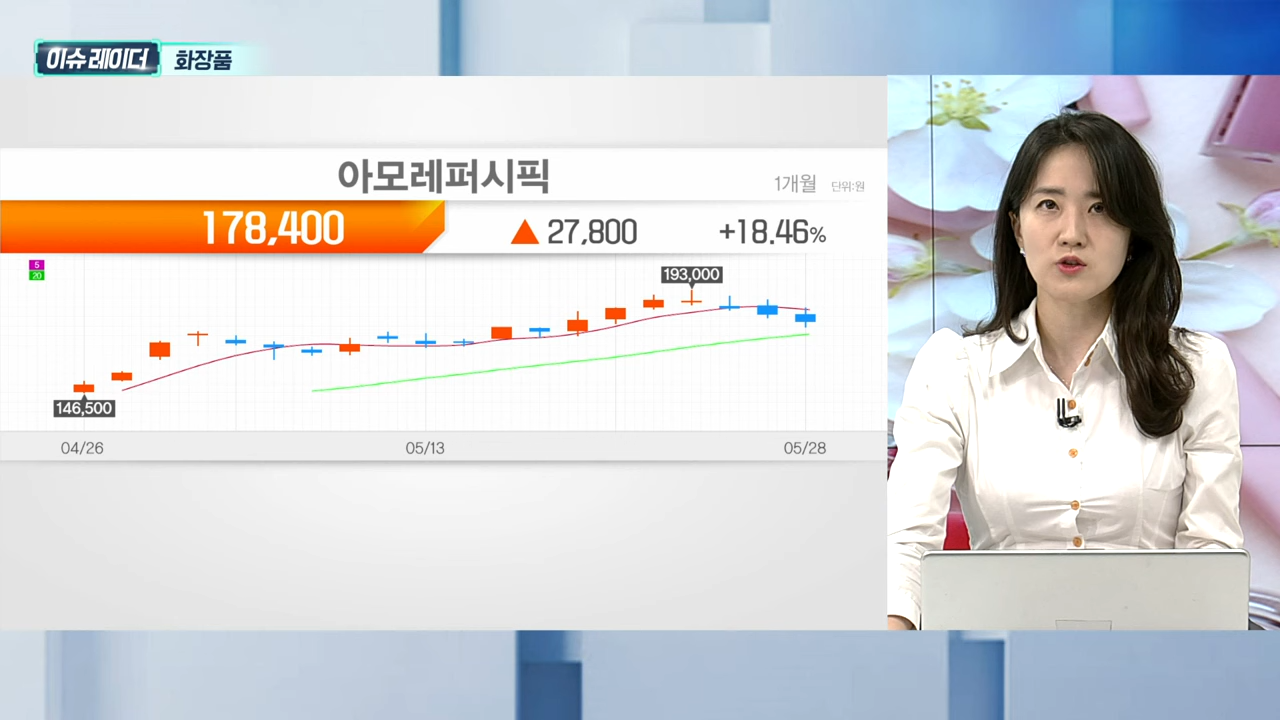 이슈 레이더 화장품
아모레퍼시픽
1개월 단위:원
178,400 ▲ 27,800 +18.46%
5
20
193,000
146,500
04/26 05/13 05/28